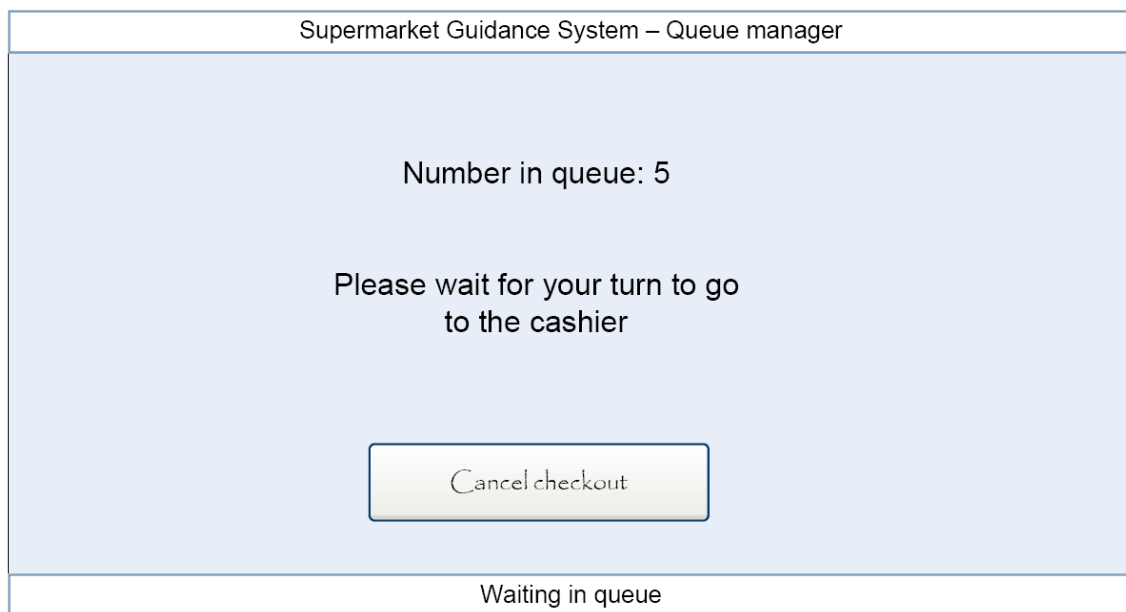 Supermarket Guidance System – Queue manager
Number in queue: 5
Please wait for your turn to go
to the cashier
Cancel checkout
Waiting in queue